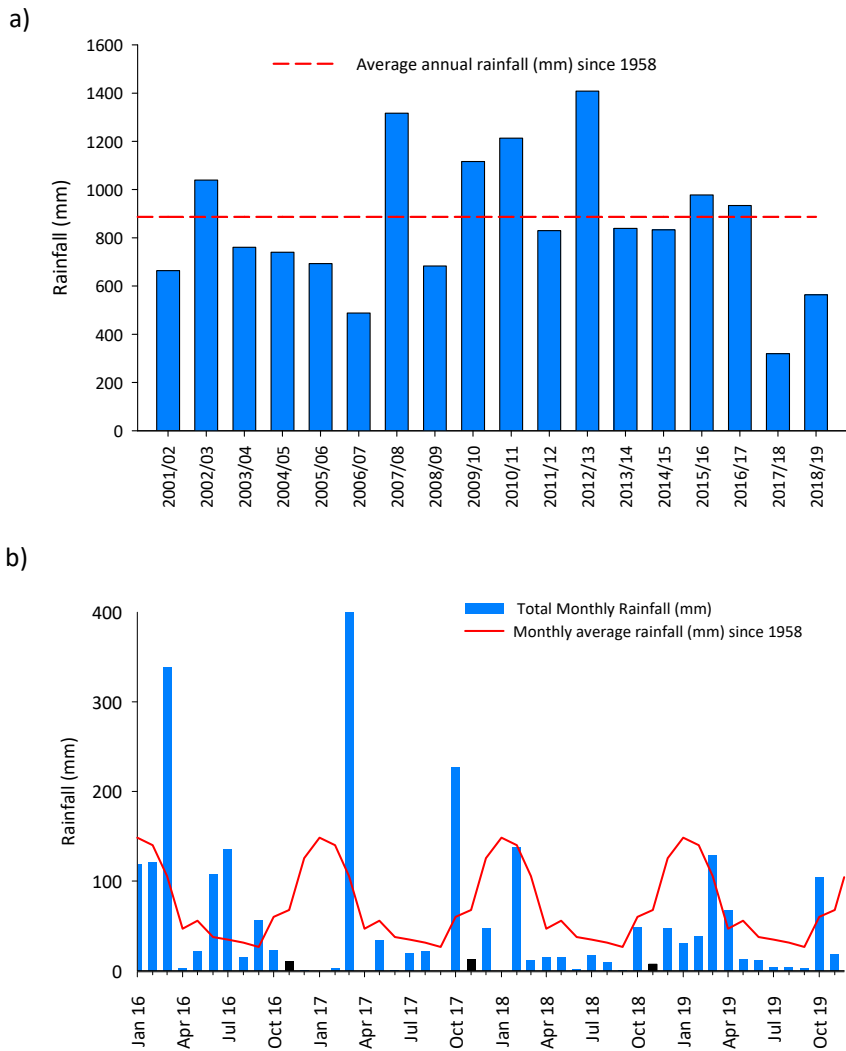 a)
1600
1400
1200
1000
800
600
400
200
0
Rainfall (mm)
Average annual rainfall (mm) since 1958
2001/02
2002/03
2003/04
2004/05
2005/06
2006/07
2007/08
2008/09
2009/10
2010/11
2011/12
2012/13
2013/14
2014/15
2015/16
2016/17
2017/18
2018/19
b)
400
300
200
100
0
Rainfall (mm)
Total Monthly Rainfall (mm)
Monthly average rainfall (mm) since 1958
Jan 16
Apr 16
Jul 16
Oct 16
Jan 17
Apr 17
Jul 17
Oct 17
Jan 18
Apr 18
Jul 18
Oct 18
Jan 19
Apr 19
Jul 19
Oct 19